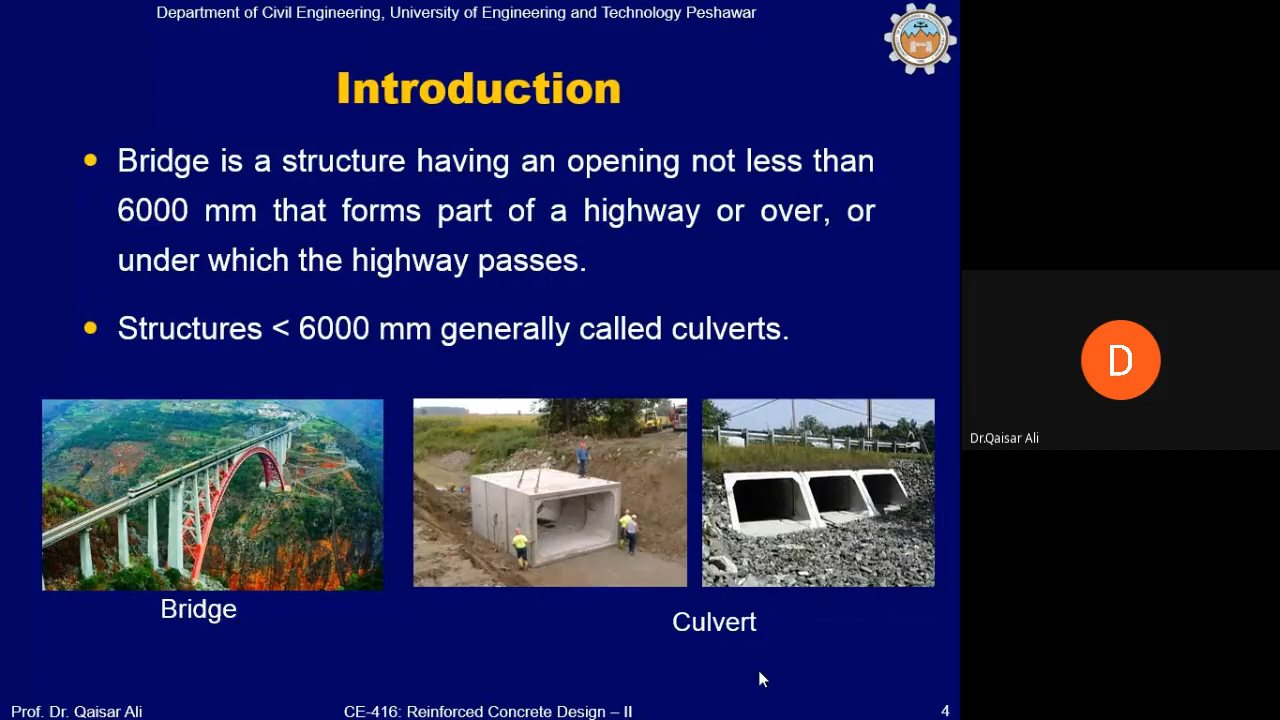 Department of Civil Engineering, University of Engineering and Technology Peshawar
Introduction
Bridge is a structure having an opening not less than
6000 mm that forms part of a highway or over, or
under which the highway passes.
Structures < 6000 mm generally called culverts.
Bridge
Culvert
Prof. Dr. Qaisar Ali
CE-416: Reinforced Concrete Design – II
4
D
Dr.Qaisar Ali